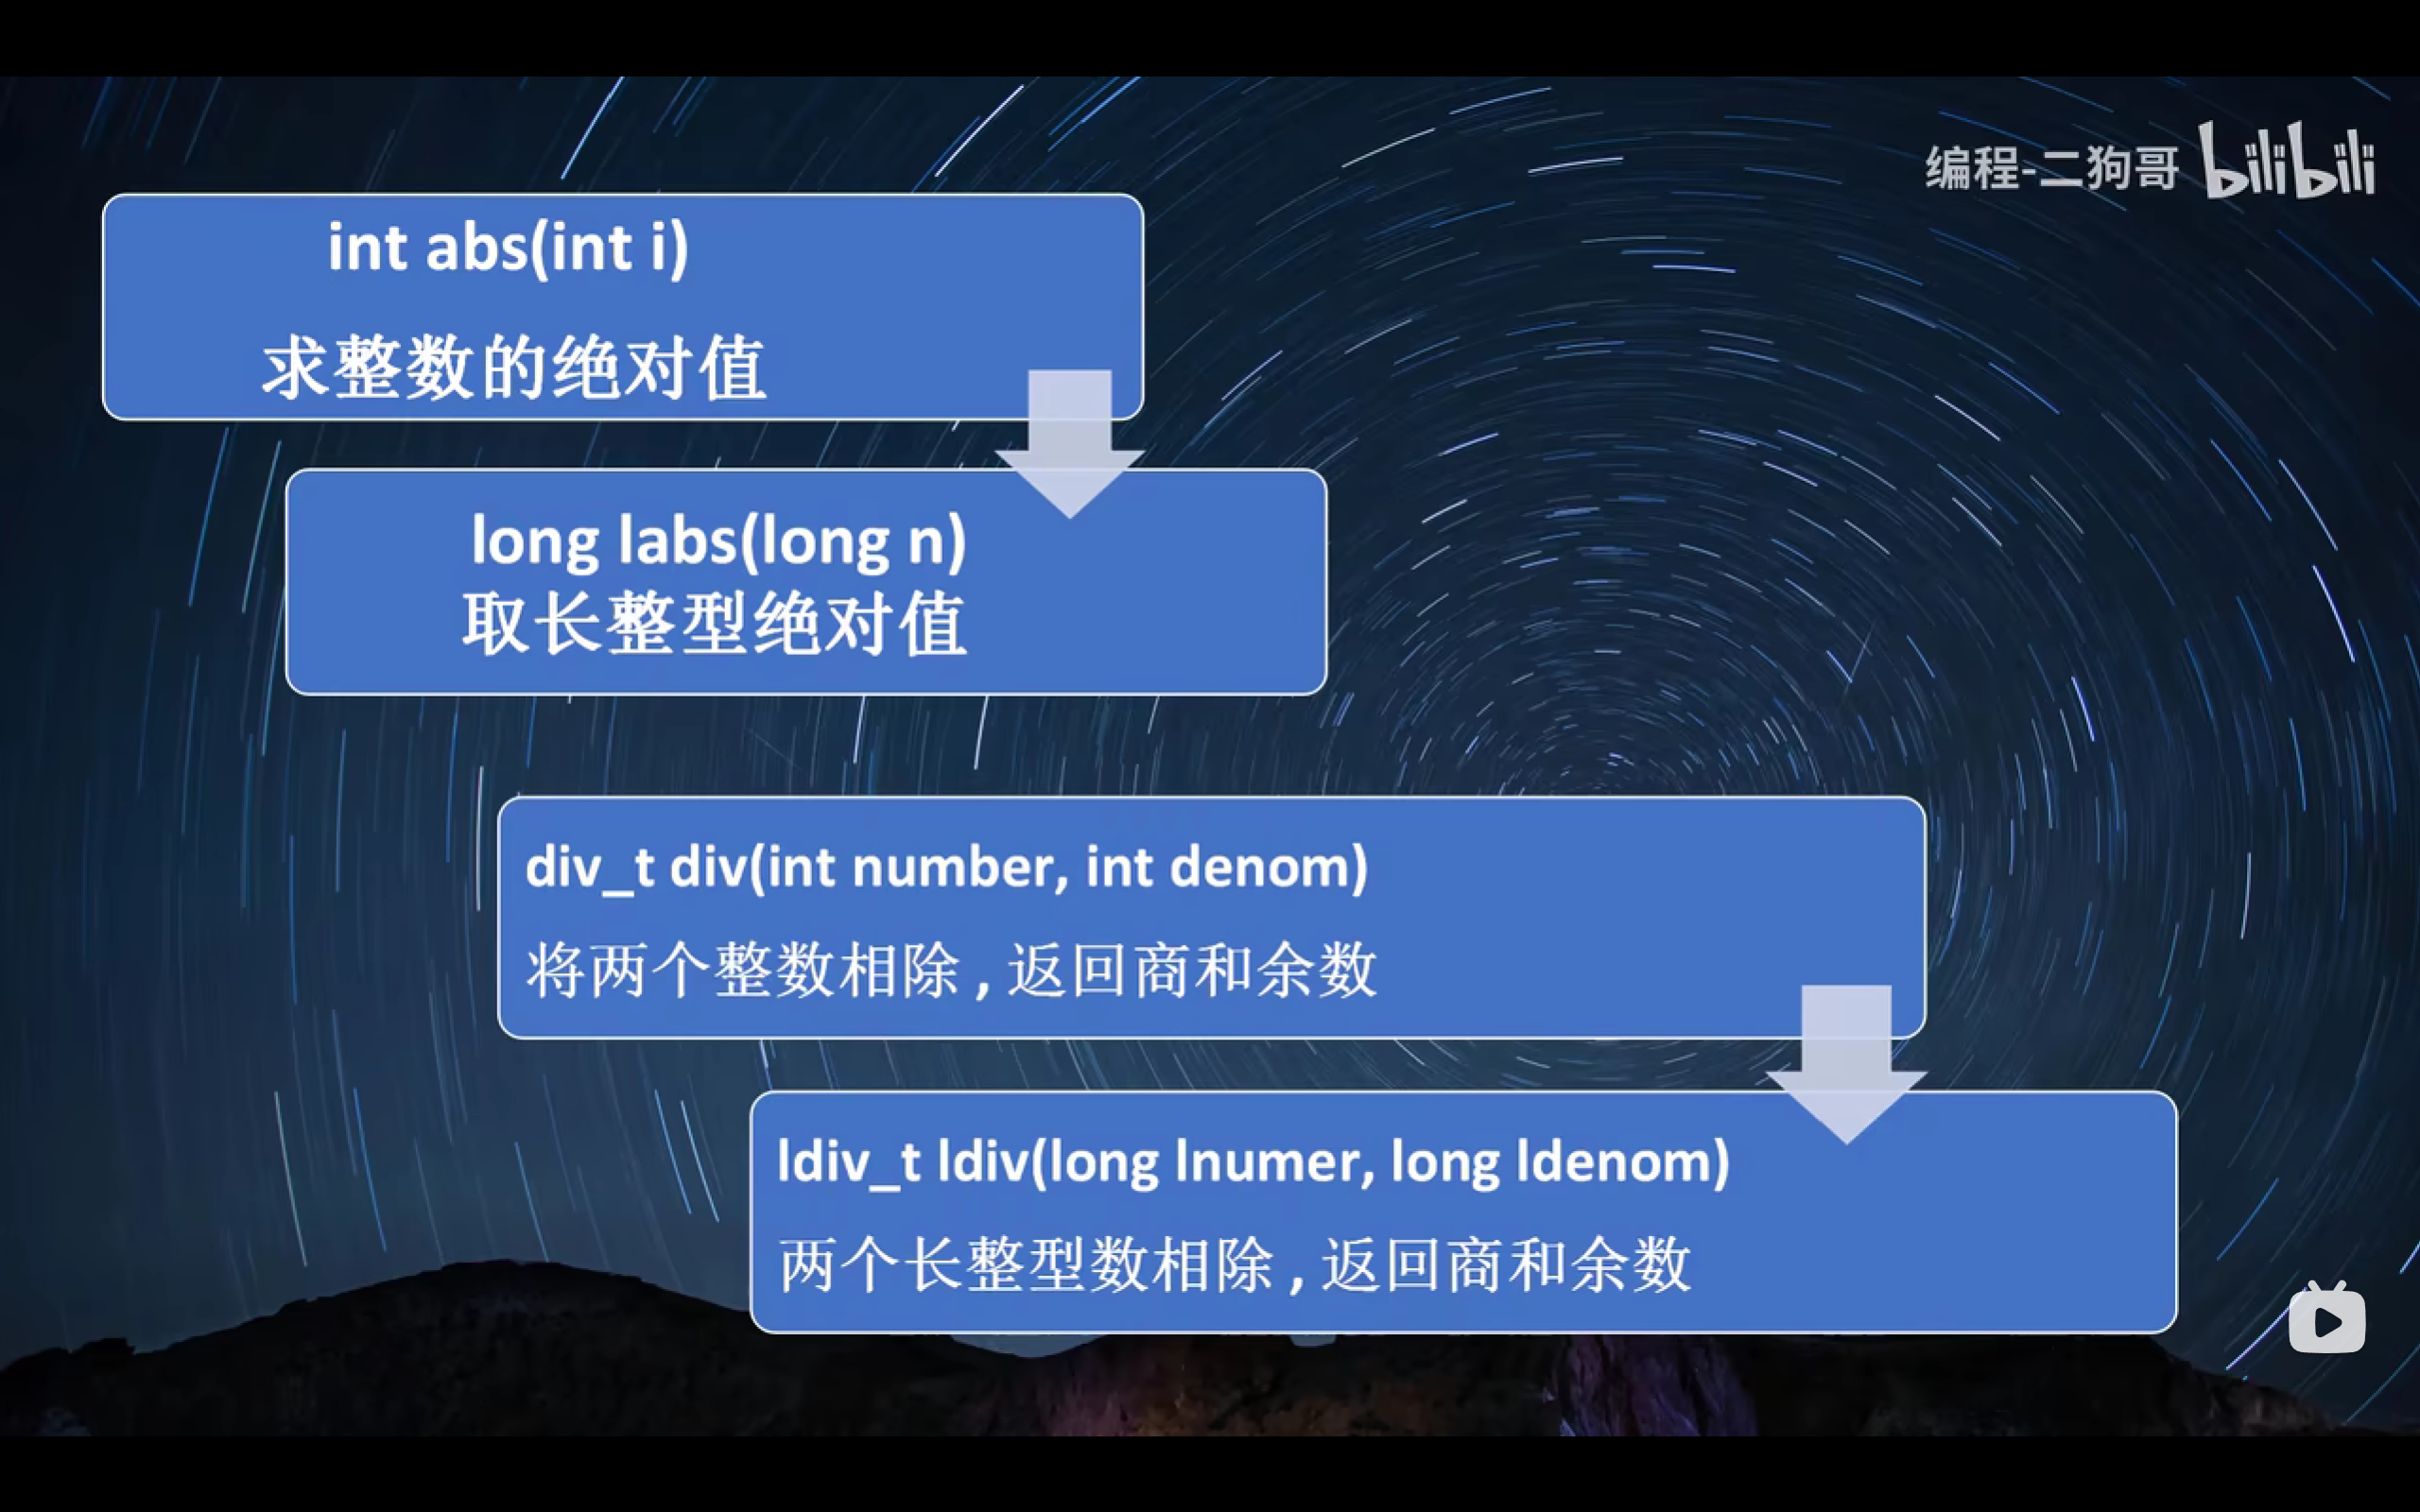 编程-二狗哥 bilibili
int abs(int i)
求整数的绝对值
long labs(long n)
取长整型绝对值
div_t div(int number, int denom)
将两个整数相除,返回商和余数
ldiv_t ldiv(long lnumer, long ldenom)
两个长整型数相除,返回商和余数